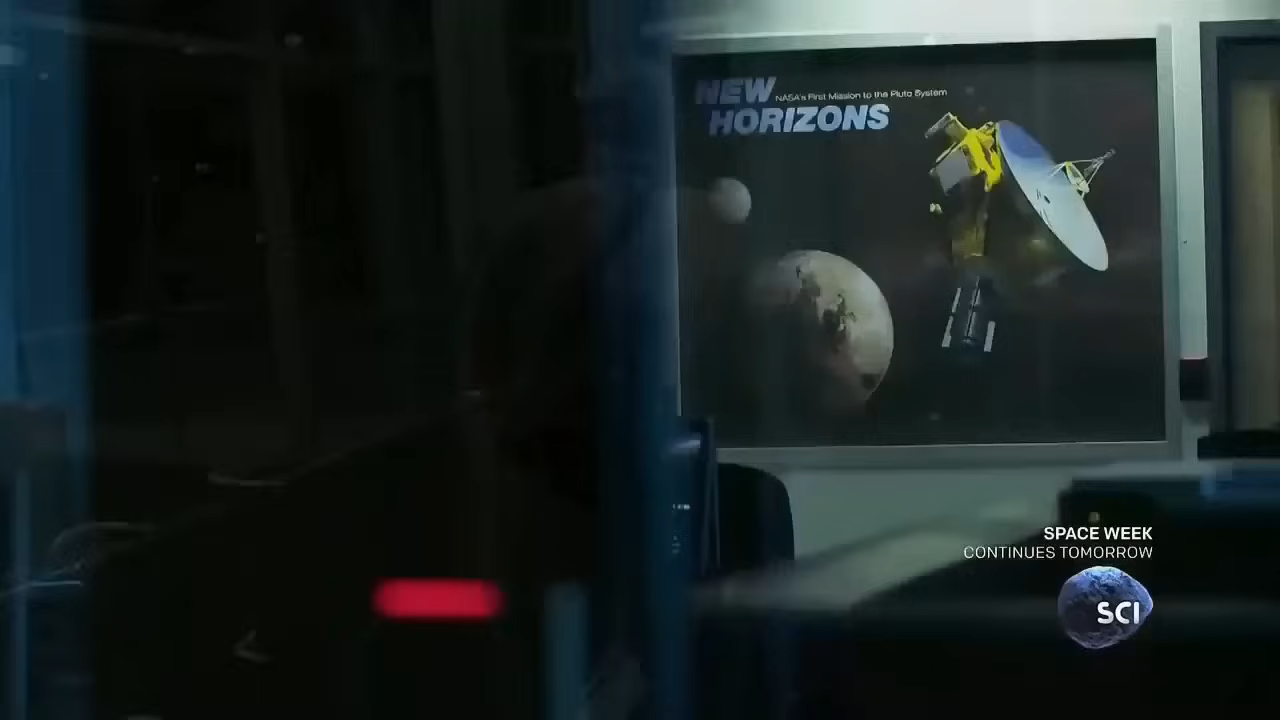 NEW
NASA's First Mission to the Pluto System
HORIZONS
SPACE WEEK
CONTINUES TOMORROW
SCI